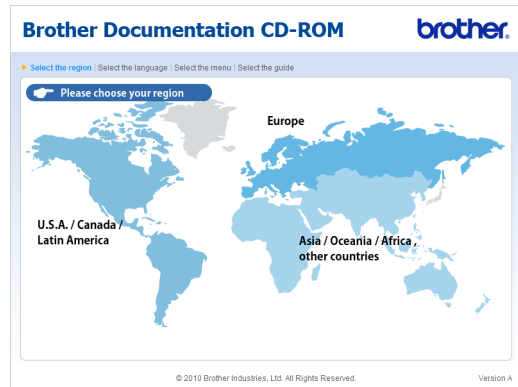 Brother Documentation CD-ROM
brother.
Select the region | Select the language | Select the menu | Select the guide
Please choose your region
Europe
U.S.A. / Canada /
Latin America
Asia / Oceania / Africa ,
other countries
© 2010 Brother Industries, Ltd. All Rights Reserved.
Version A